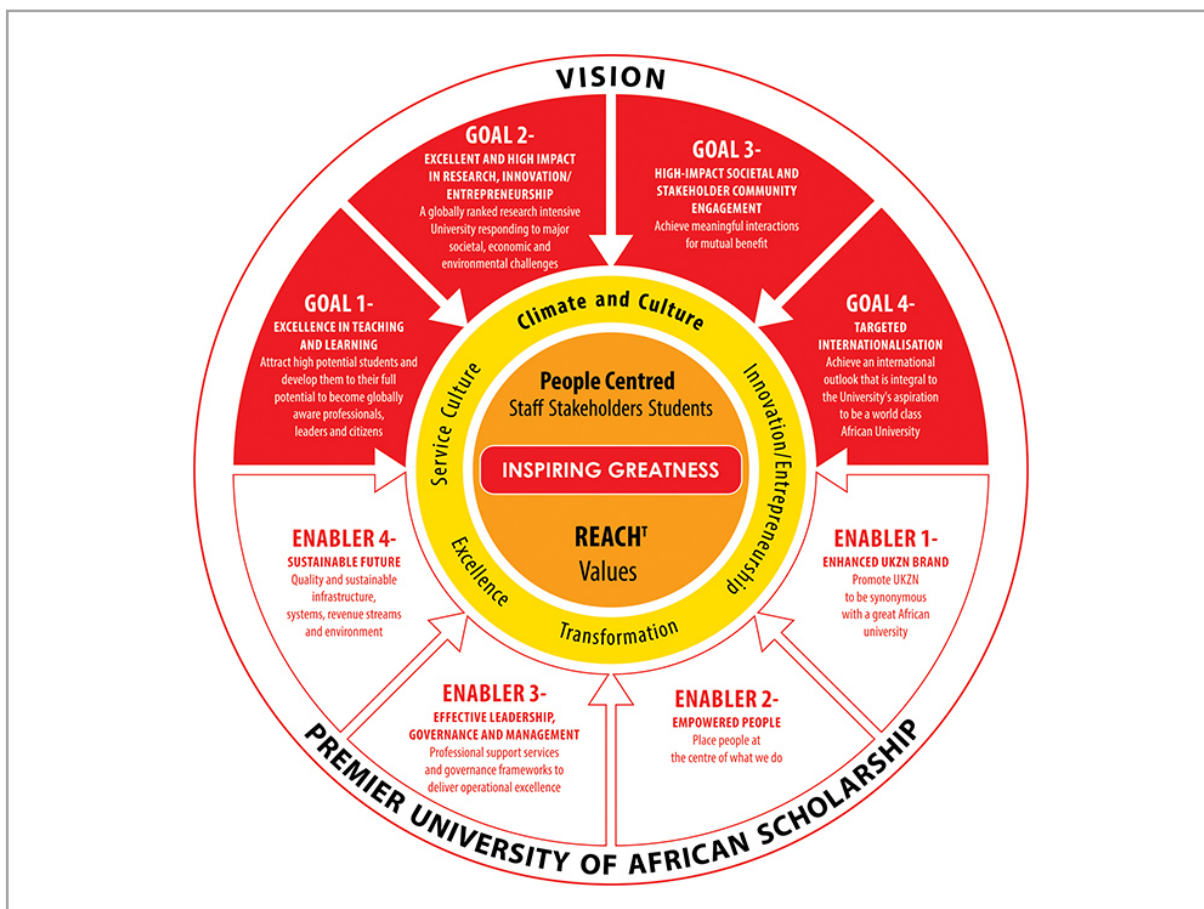 VISION
GOAL 1-
EXCELLENCE IN TEACHING
AND LEARNING
Attract high potential students and
develop them to their full
potential to become globally
aware professionals,
leaders and citizens
GOAL 2-
EXCELLENT AND HIGH IMPACT
IN RESEARCH, INNOVATION/
ENTREPRENEURSHIP
A globally ranked research intensive
University responding to major
societal, economic and
environmental challenges
GOAL 3-
HIGH-IMPACT SOCIETAL AND
STAKEHOLDER COMMUNITY
ENGAGEMENT
Achieve meaningful interactions
for mutual benefit
GOAL 4-
TARGETED
INTERNATIONALISATION
Achieve an international
outlook that is integral to
the University's aspiration
to be a world class
African University
Climate and Culture
Innovation/Entrepreneurship
Transformation
Excellence
Service Culture
People Centred
Staff Stakeholders Students
INSPIRING GREATNESS
REACHᵀ
Values
ENABLER 1-
ENHANCED UKZN BRAND
Promote UKZN
to be synonymous
with a great African
university
ENABLER 2-
EMPOWERED PEOPLE
Place people at
the centre of what we do
ENABLER 3-
EFFECTIVE LEADERSHIP,
GOVERNANCE AND MANAGEMENT
Professional support services
and governance frameworks to
deliver operational excellence
ENABLER 4-
SUSTAINABLE FUTURE
Quality and sustainable
infrastructure,
systems, revenue streams
and environment
PREMIER UNIVERSITY OF AFRICAN SCHOLARSHIP